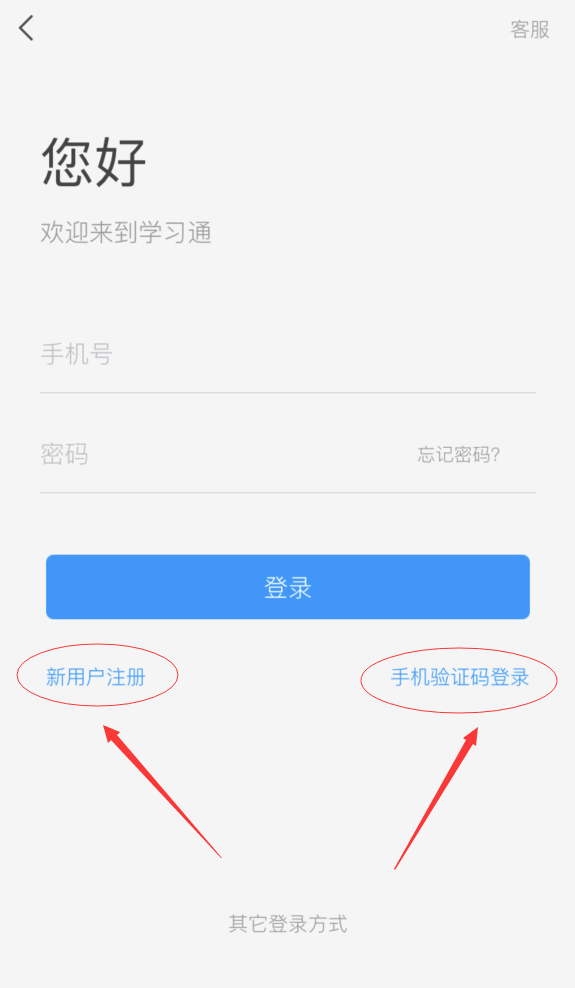 客服
您好
欢迎来到学习通
手机号
密码 忘记密码?
登录
新用户注册 手机验证码登录
其它登录方式